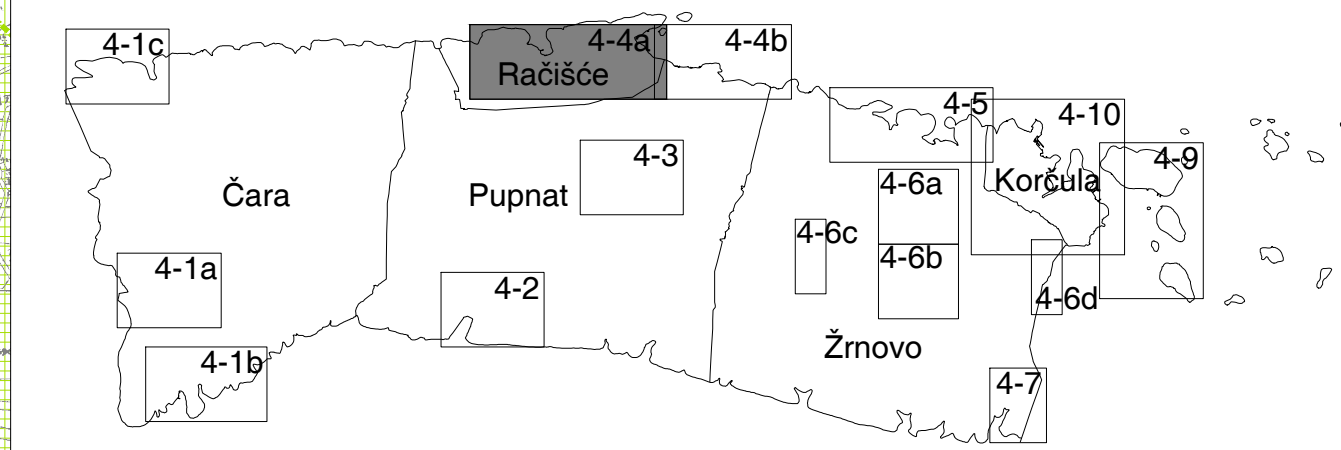 4-1c
4-4a
4-4b
Račišće
4-5
4-10
4-3
4-9
Čara
Pupnat
Korčula
4-6a
4-6c
4-6b
4-1a
4-2
4-6d
Žrnovo
4-1b
4-7